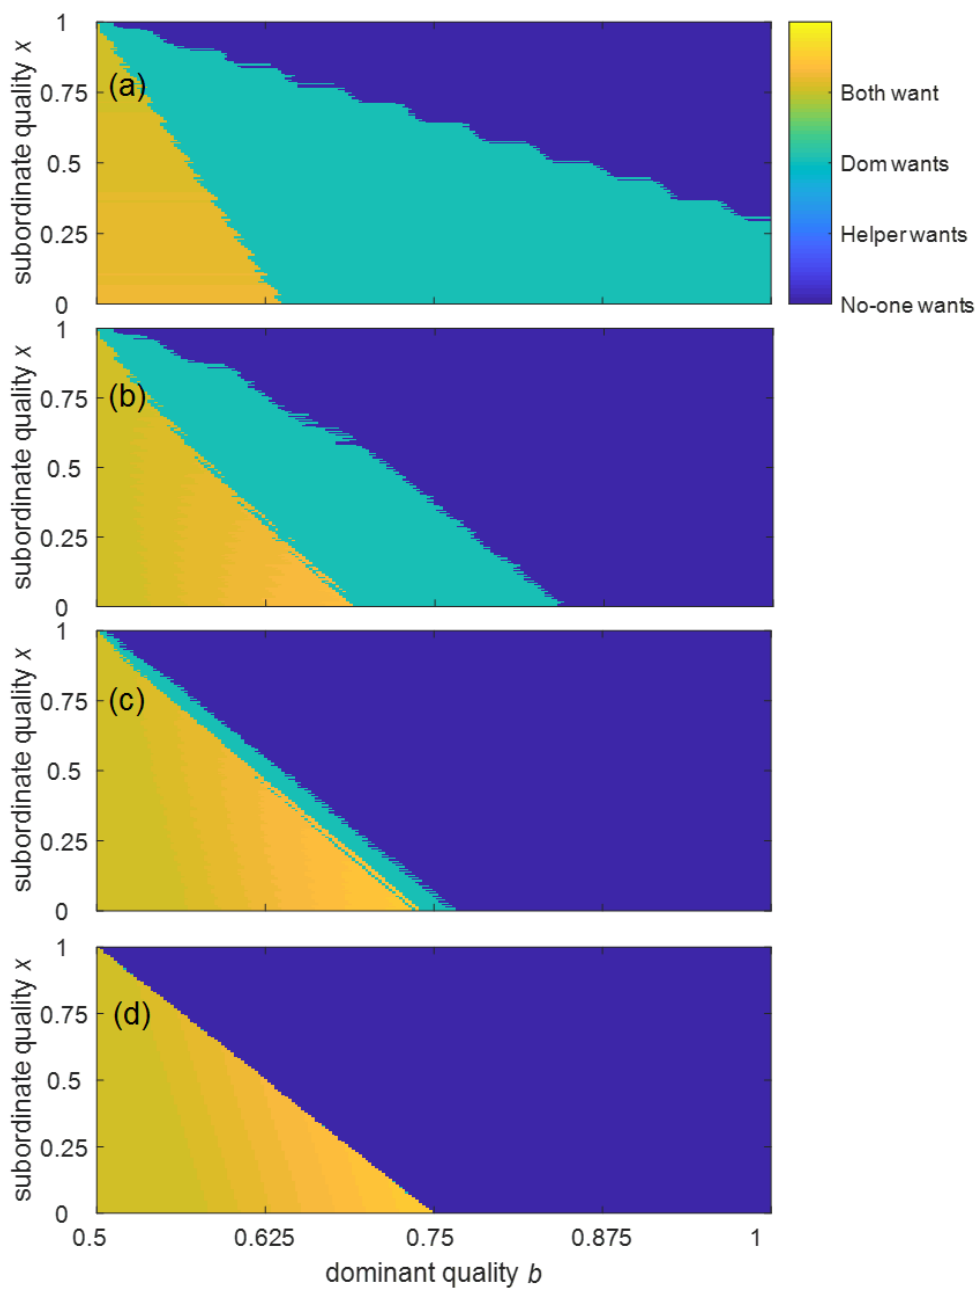 1
0.75
0.5
0.25
0
subordinate quality x
(a)
Both want
Dom wants
Helper wants
No-one wants
1
0.75
0.5
0.25
0
subordinate quality x
(b)
1
0.75
0.5
0.25
0
subordinate quality x
(c)
1
0.75
0.5
0.25
0
subordinate quality x
(d)
0.5 0.625 0.75 0.875 1
dominant quality b